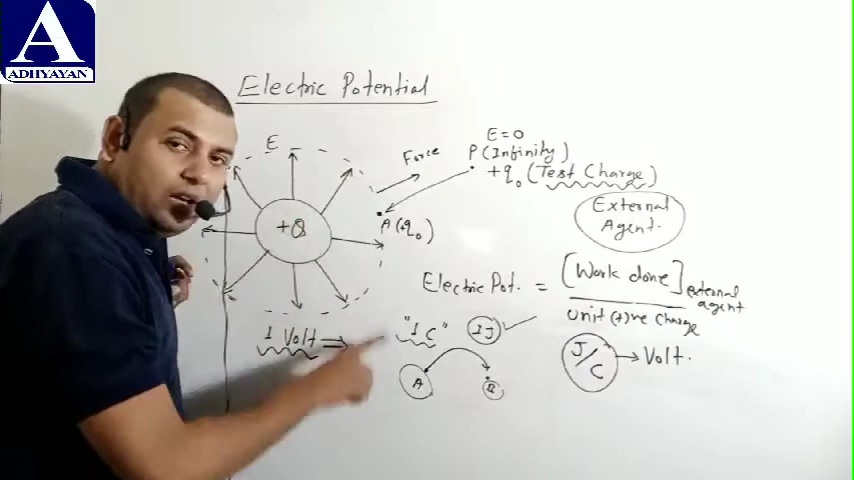 A
ADHYAYAN
Electric Potential
E
Force
E=0
P (Infinity)
+q₀ (Test Charge)
External
Agent.
+Q
A(+q₀)
Electric Pot. = [Work done] external agent
unit (+)ve Charge
1 Volt ⇒ "1 C" 1J ✓
J/C → Volt.
A
B